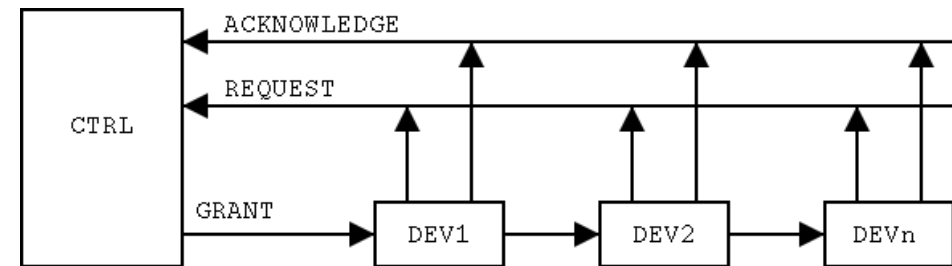 ACKNOWLEDGE
REQUEST
CTRL
GRANT
DEV1
DEV2
DEVn